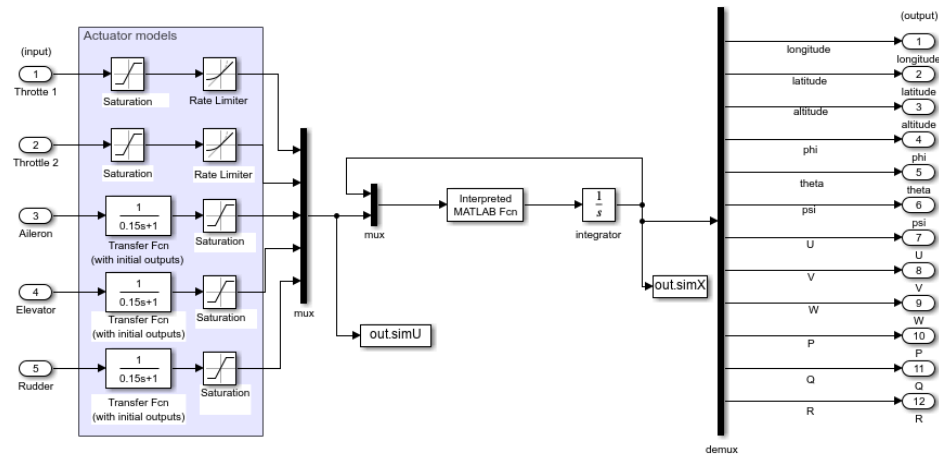 Actuator models
(input)
1
Throtte 1
Saturation
Rate Limiter
2
Throttle 2
Saturation
Rate Limiter
3
Aileron
1
0.15s+1
Transfer Fcn
(with initial outputs)
Saturation
4
Elevator
1
0.15s+1
Transfer Fcn
(with initial outputs)
Saturation
5
Rudder
1
0.15s+1
Transfer Fcn
(with initial outputs)
Saturation
mux
out.simU
mux
Interpreted
MATLAB Fcn
1
s
integrator
out.simX
demux
longitude
latitude
altitude
phi
theta
psi
U
V
W
P
Q
R
(output)
1
longitude
2
latitude
3
altitude
4
phi
5
theta
6
psi
7
U
8
V
9
W
10
P
11
Q
12
R